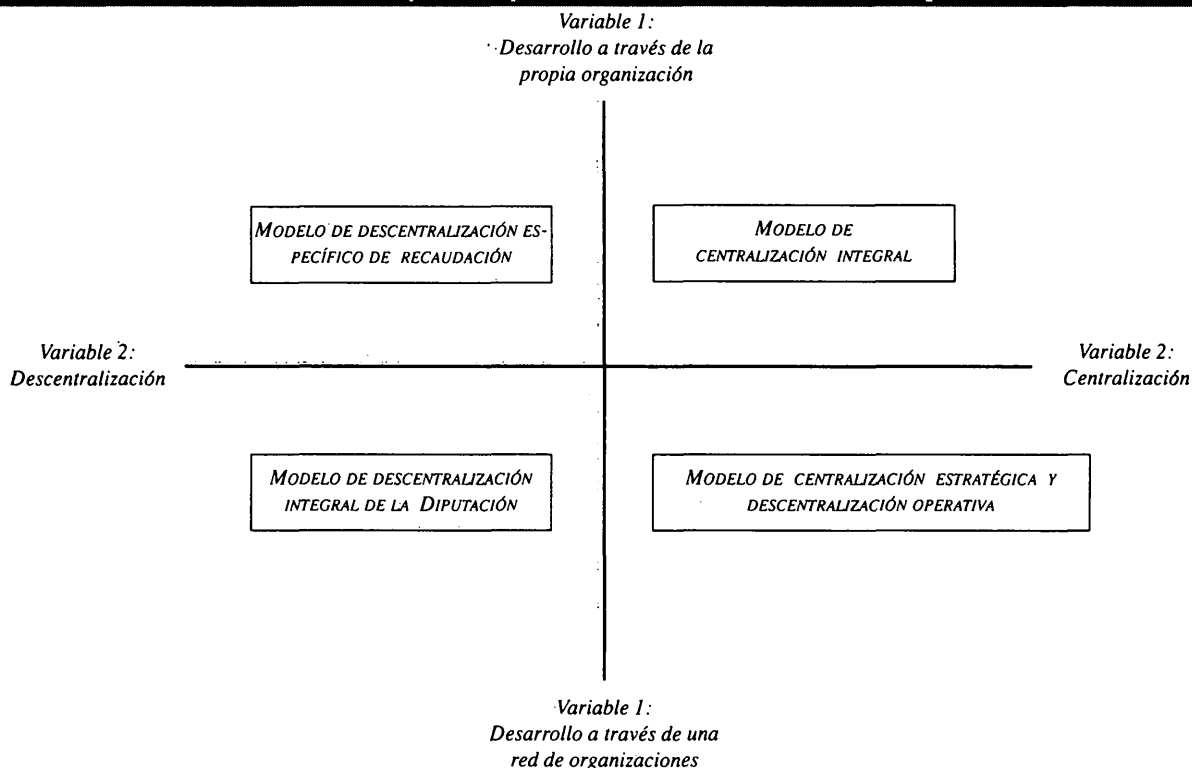 Variable 1:
Desarrollo a través de la
propia organización
MODELO DE DESCENTRALIZACIÓN ES-
PECÍFICO DE RECAUDACIÓN
MODELO DE
CENTRALIZACIÓN INTEGRAL
Variable 2:
Descentralización
Variable 2:
Centralización
MODELO DE DESCENTRALIZACIÓN
INTEGRAL DE LA DIPUTACIÓN
MODELO DE CENTRALIZACIÓN ESTRATÉGICA Y
DESCENTRALIZACIÓN OPERATIVA
Variable 1:
Desarrollo a través de una
red de organizaciones